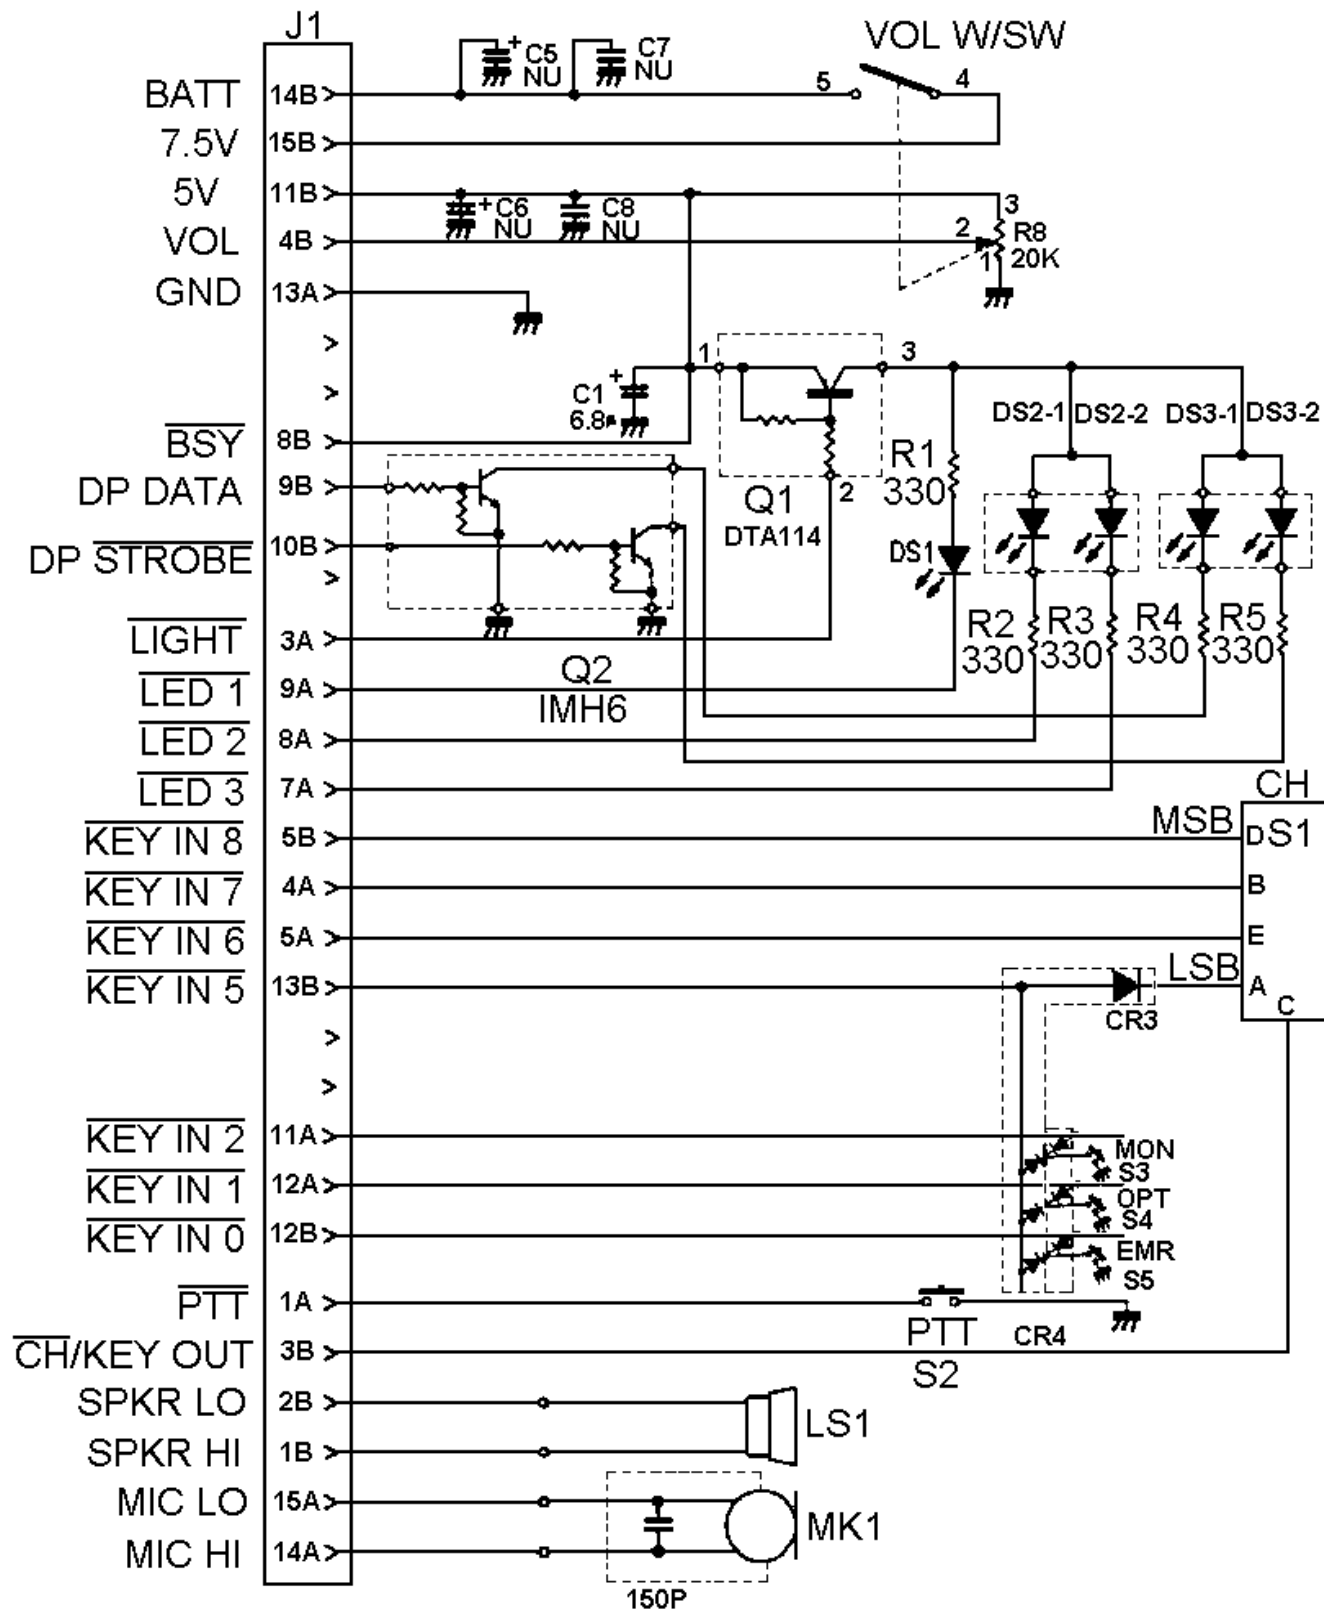 J1
VOL W/SW
BATT 14B
C5 NU
C7 NU
5 4
7.5V 15B
5V 11B
C6 NU
C8 NU
3
VOL 4B
2
R8
20K
1
GND 13A
1 3
C1
6.8µ
DS2-1 DS2-2 DS3-1 DS3-2
BSY 8B
R1
330
2
DP DATA 9B
Q1
DTA114
DP STROBE 10B
DS1
LIGHT 3A
R2
330
R3
330
R4
330
R5
330
Q2
IMH6
LED 1 9A
LED 2 8A
LED 3 7A
CH
KEY IN 8 5B
MSB D S1
KEY IN 7 4A
B
KEY IN 6 5A
E
KEY IN 5 13B
LSB A
C
CR3
KEY IN 2 11A
MON
S3
KEY IN 1 12A
OPT
S4
KEY IN 0 12B
EMR
S5
PTT 1A
PTT
S2
CR4
CH/KEY OUT 3B
SPKR LO 2B
LS1
SPKR HI 1B
MIC LO 15A
MK1
MIC HI 14A
150P